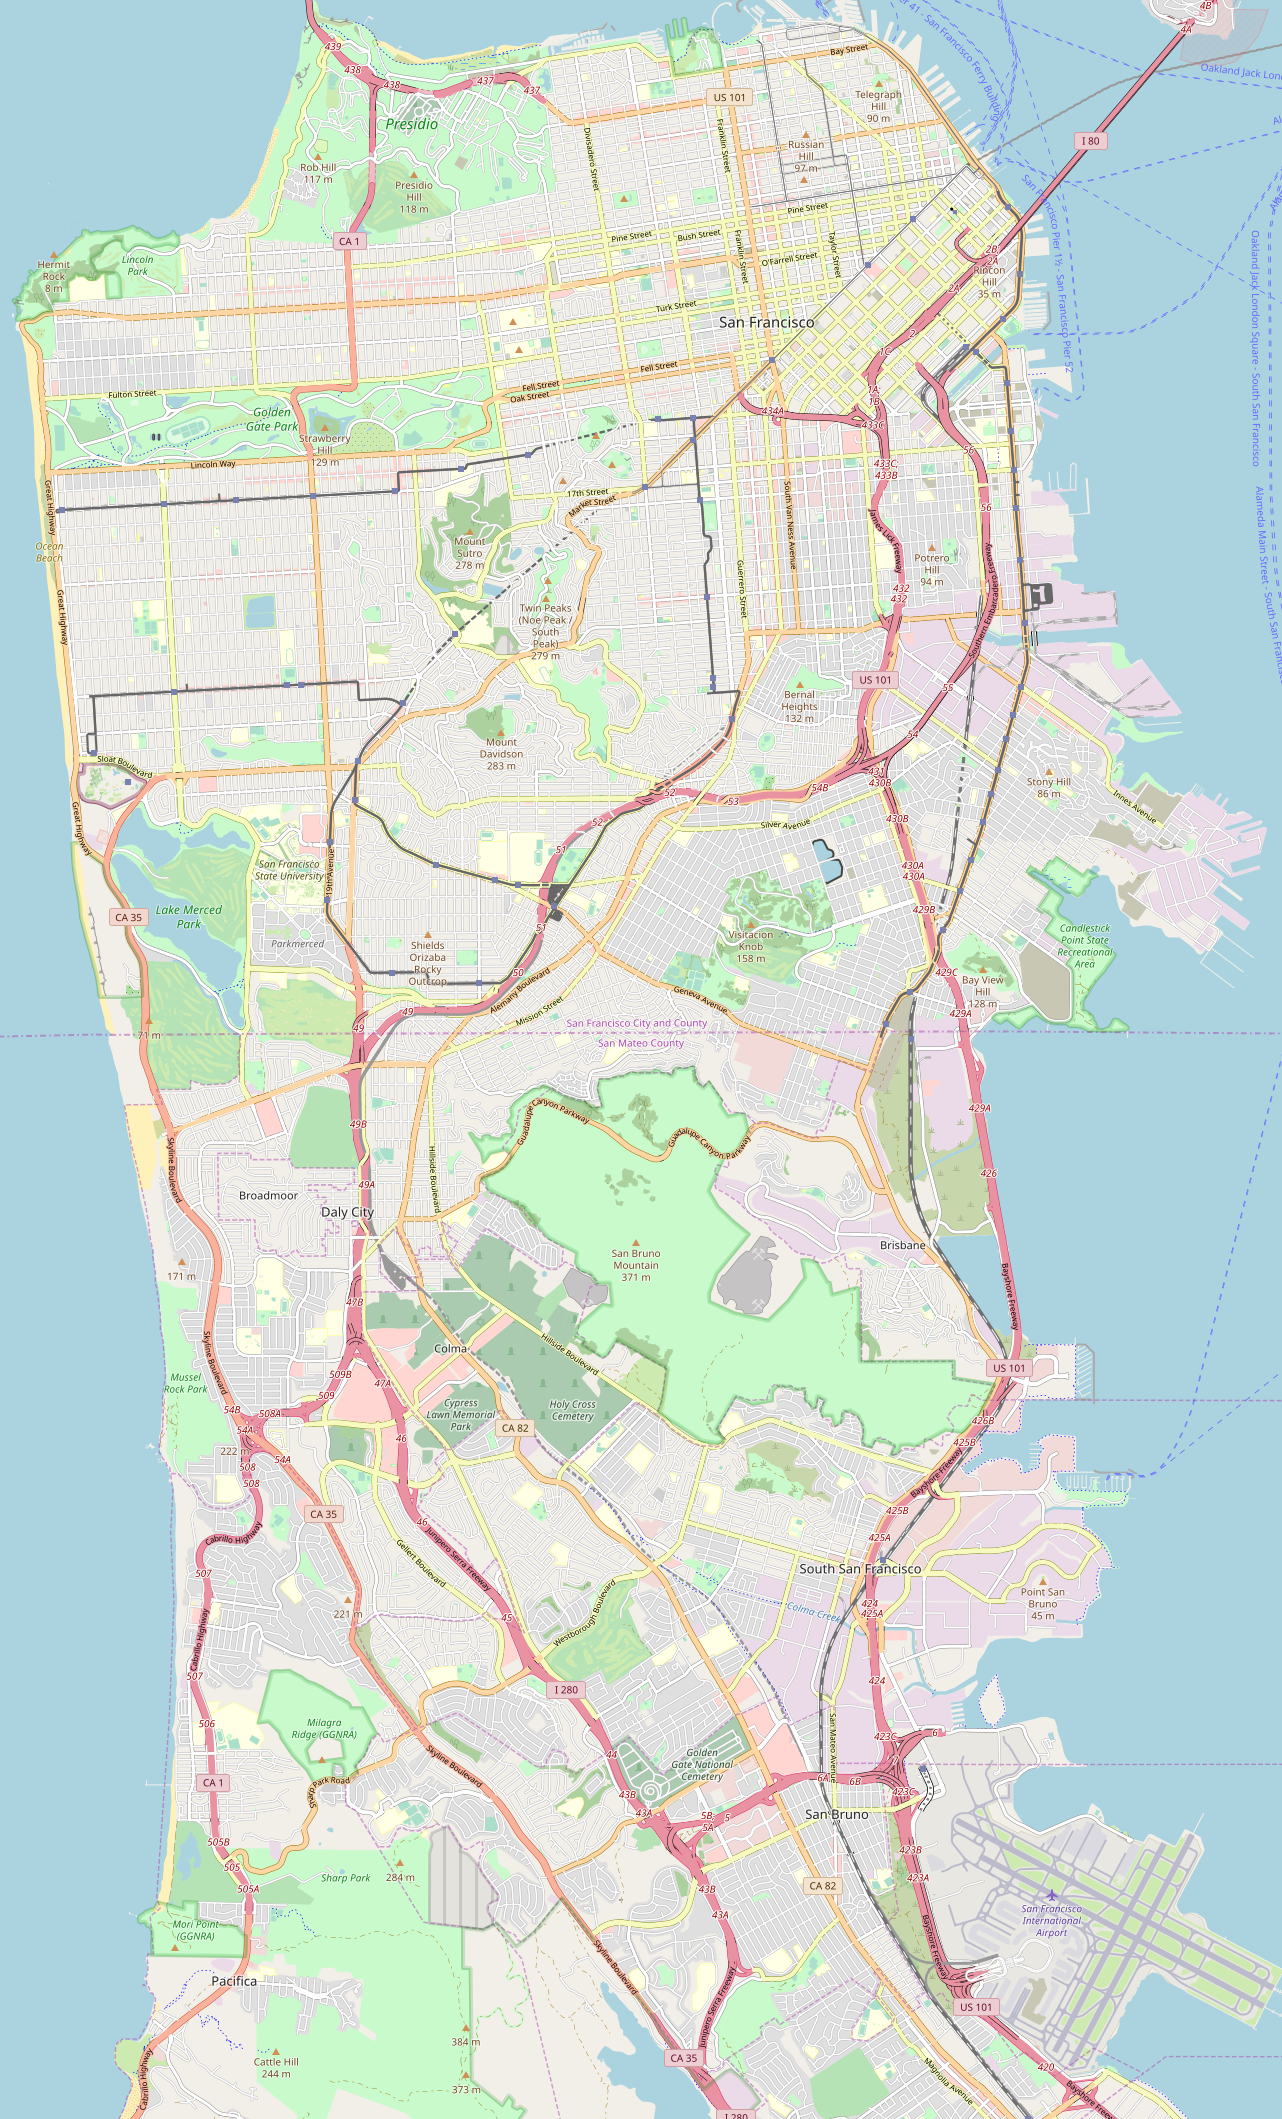 4B
4A
439
438
438
437
437
Bay Street
Telegraph
Hill
90 m
US 101
Presidio
I 80
Oakland Jack Lon
Franklin Street
Divisadero Street
Russian
Hill
97 m
Rob Hill
117 m
Presidio
Hill
118 m
Pine Street
CA 1
Pine Street
Bush Street
Franklin Street
Taylor Street
O'Farrell Street
San Francisco Pier 1½ - San Francisco Pier 52
Lincoln
Park
Hermit
Rock
8 m
2B
2A
Rincon
Hill
35 m
2A
Turk Street
San Francisco
2
1C
Oakland Jack London Square - South San Francisco
Fell Street
Fell Street
Oak Street
Fulton Street
1A;
1B
Golden
Gate Park
434A
433C
Strawberry
Hill
129 m
Lincoln Way
56
433C;
433B
Great Highway
17th Street
Market Street
South Van Ness Avenue
56
James Lick Freeway
Ocean
Beach
Mount
Sutro
278 m
Potrero
Hill
94 m
Southern Embarcadero Freeway
Guerrero Street
432
432
Great Highway
Twin Peaks
(Noe Peak /
South
Peak)
279 m
Alameda Main Street - South San Francisco
US 101
55
Bernal
Heights
132 m
54
Mount
Davidson
283 m
Sloat Boulevard
431
430B
Stony Hill
86 m
54B
52
53
Innes Avenue
Great Highway
52
Silver Avenue
430B
51
San Francisco
State University
19th Avenue
430A
430A
CA 35
Lake Merced
Park
429B
51
Parkmerced
Shields
Orizaba
Rocky
Outcrop
Visitacion
Knob
158 m
Candlestick
Point State
Recreational
Area
50
429C
Bay View
Hill
128 m
Alemany Boulevard
Geneva Avenue
49
Mission Street
429A
49
San Francisco City and County
San Mateo County
71 m
429A
49B
Guadalupe
Canyon Parkway
Guadalupe Canyon Parkway
Hillside Boulevard
Skyline Boulevard
426
49A
Broadmoor
Daly City
San Bruno
Mountain
371 m
Brisbane
171 m
Bayshore Freeway
47B
Skyline Boulevard
Colma
Hillside Boulevard
US 101
509B
47A
Mussel
Rock Park
509
54B
508A
54A
Cypress
Lawn Memorial
Park
Holy Cross
Cemetery
CA 82
426B
425B
46
222 m
54A
508
508
Bayshore Freeway
CA 35
46
425B
425A
Cabrillo Highway
Junipero Serra Freeway
Gellert Boulevard
South San Francisco
507
Point San
Bruno
45 m
424
425A
Colma Creek
221 m
45
Westborough Boulevard
Cabrillo Highway
507
424
I 280
506
Milagra
Ridge (GGNRA)
San Mateo Avenue
423C
6
44
Golden
Gate National
Cemetery
Skyline Boulevard
CA 1
Sharp Park Road
6A
6B
423C
43B
43A
5B;
5A
5
San Bruno
505B
505
423B
Sharp Park
284 m
505A
43B
CA 82
423A
San Francisco
International
Airport
43A
Mori Point
(GGNRA)
Bayshore Freeway
Skyline Boulevard
Pacifica
US 101
Junipero Serra Freeway
384 m
CA 35
Cattle Hill
244 m
373 m
Cabrillo Highway
Magnolia Avenue
420
Bayshore Free
I 280